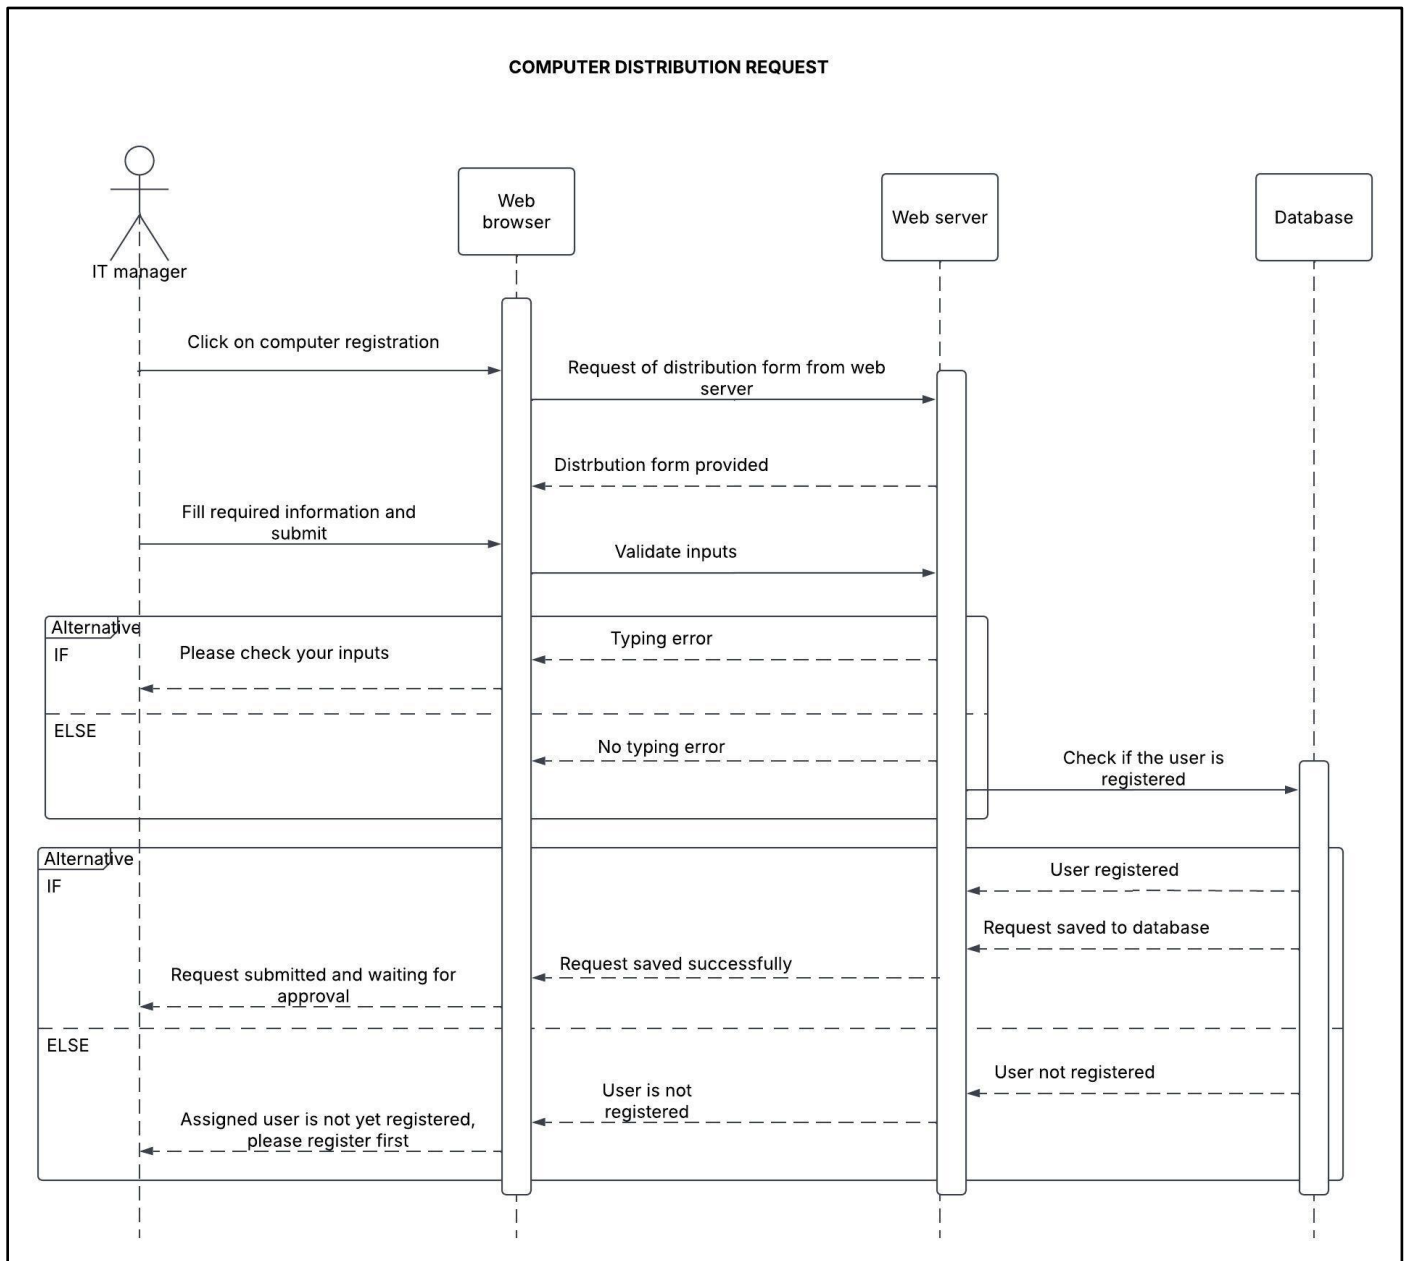 COMPUTER DISTRIBUTION REQUEST
Web
browser
Web server
Database
IT manager
Click on computer registration
Request of distribution form from web
server
Distrbution form provided
Fill required information and
submit
Validate inputs
Alternative
IF
Typing error
Please check your inputs
ELSE
No typing error
Check if the user is
registered
Alternative
IF
User registered
Request saved to database
Request saved successfully
Request submitted and waiting for
approval
ELSE
User not registered
User is not
registered
Assigned user is not yet registered,
please register first